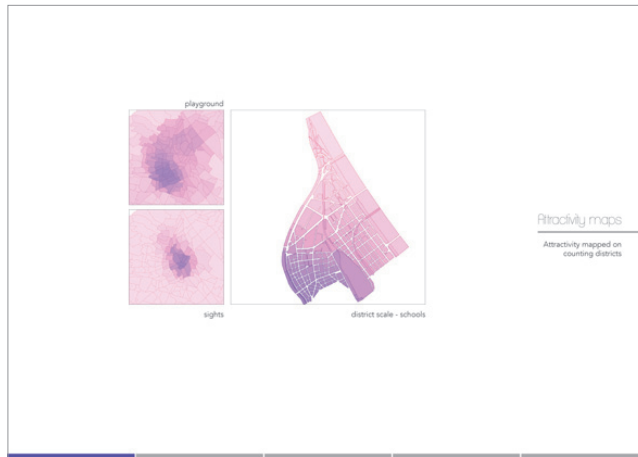 playground
sights
district scale - schools
Attractivity maps
Attractivity mapped on
counting districts